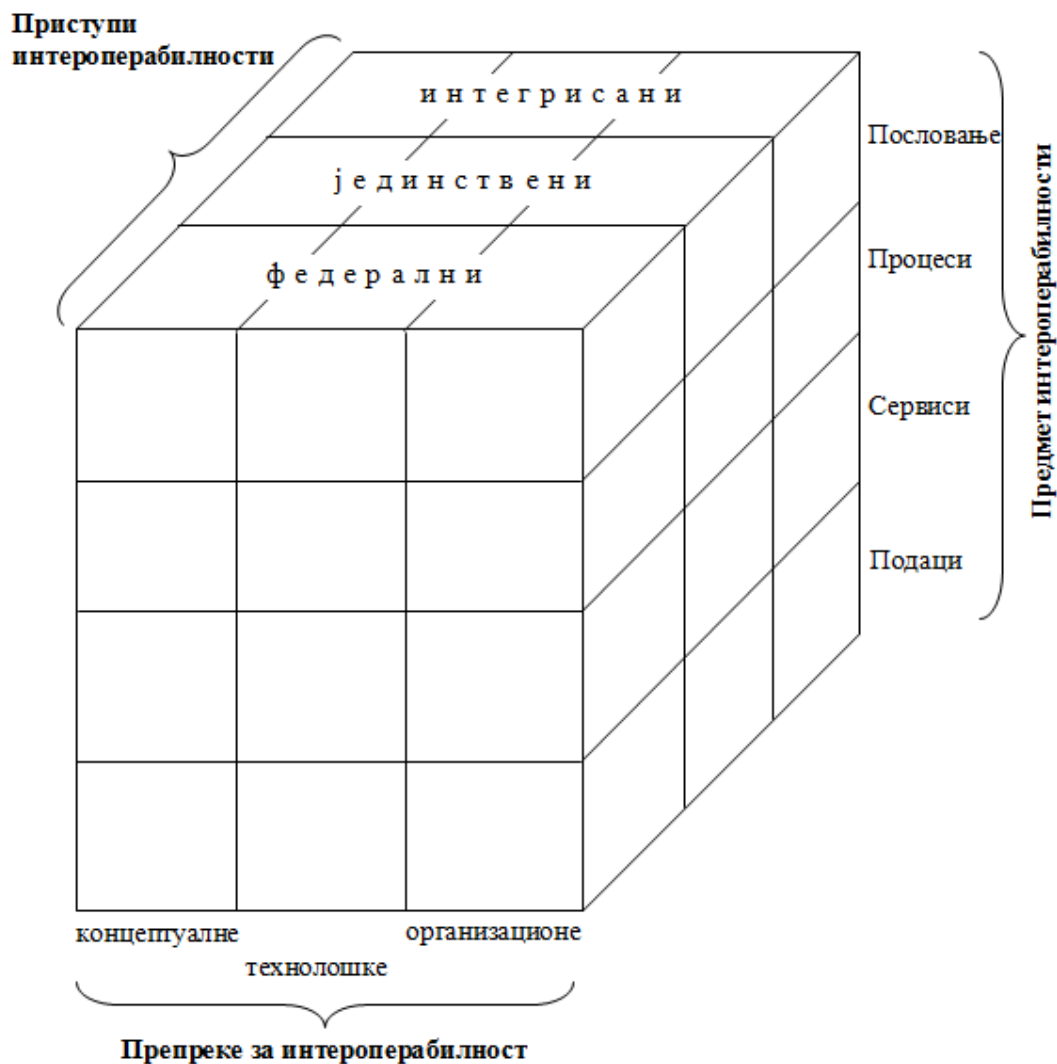 Приступи
интероперабилности
интегрисани
јединствени
федерални
Пословање
Процеси
Сервиси
Подаци
Предмет интероперабилности
концептуалне
организационе
технолошке
Препреке за интероперабилност